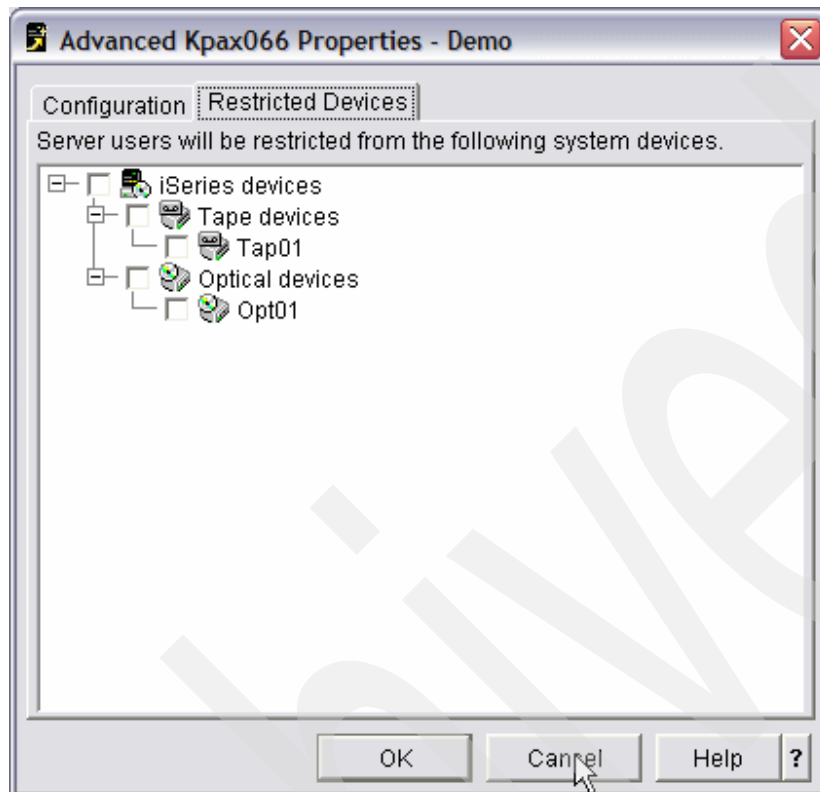 Advanced Kpax066 Properties - Demo
Configuration Restricted Devices
Server users will be restricted from the following system devices.
iSeries devices
Tape devices
Tap01
Optical devices
Opt01
OK Cancel Help ?